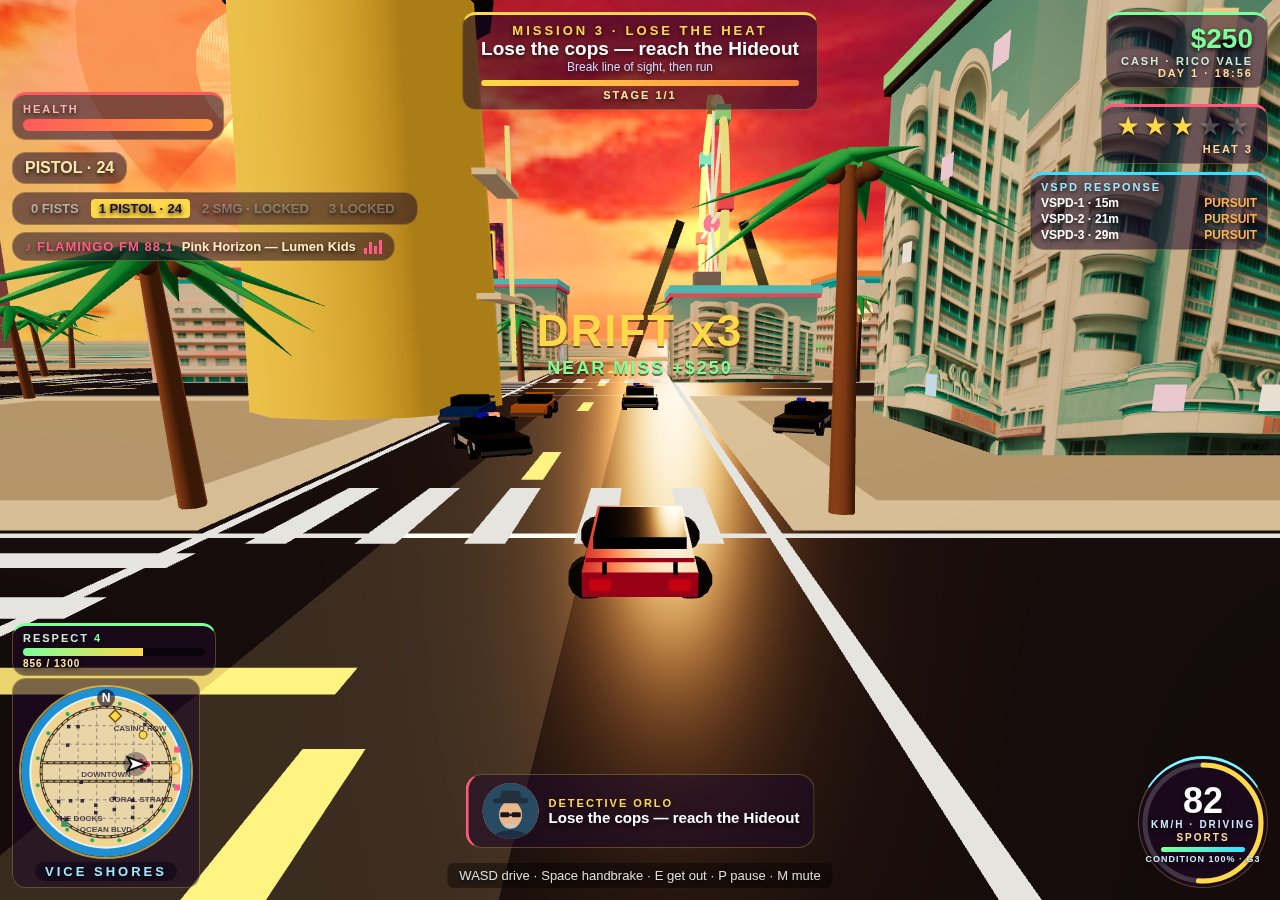 MISSION 3 · LOSE THE HEAT
Lose the cops — reach the Hideout
Break line of sight, then run
STAGE 1/1
$250
CASH · RICO VALE
DAY 1 · 18:56
HEALTH
★★★★★
HEAT 3
PISTOL · 24
0 FISTS 1 PISTOL · 24 2 SMG · LOCKED 3 LOCKED
♪ FLAMINGO FM 88.1 Pink Horizon — Lumen Kids
VSPD RESPONSE
VSPD-1 · 15m PURSUIT
VSPD-2 · 21m PURSUIT
VSPD-3 · 29m PURSUIT
DRIFT x3
NEAR MISS +$250
RESPECT 4
856 / 1300
N
CASINO ROW
DOWNTOWN
CORAL STRAND
THE DOCKS
OCEAN BLVD
VICE SHORES
DETECTIVE ORLO
Lose the cops — reach the Hideout
WASD drive · Space handbrake · E get out · P pause · M mute
82
KM/H · DRIVING
SPORTS
CONDITION 100% · G3